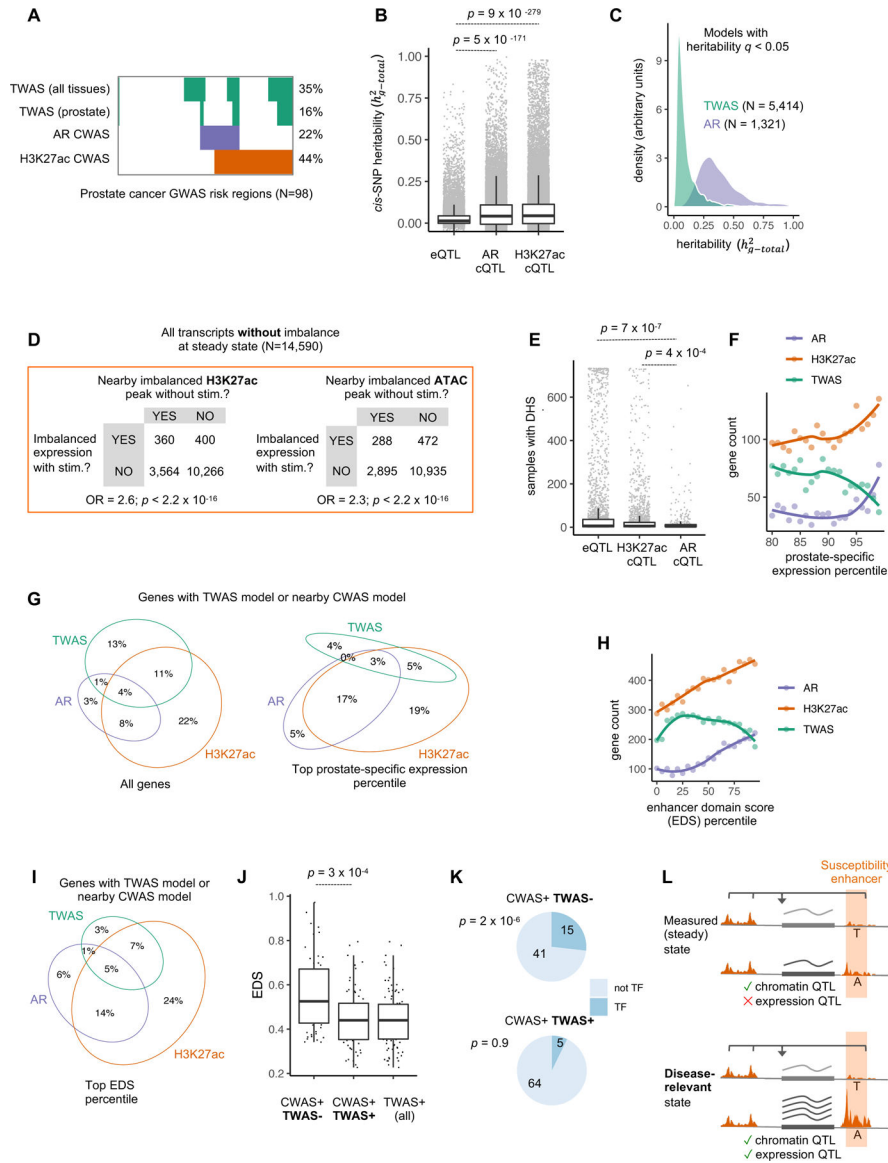 A
TWAS (all tissues)
35%
TWAS (prostate)
16%
AR CWAS
22%
H3K27ac CWAS
44%
Prostate cancer GWAS risk regions (N=98)
B
p = 9 x 10 -279
p = 5 x 10 -171
cis-SNP heritability (h²g−total)
1.00
0.75
0.50
0.25
0.00
eQTL
AR
cQTL
H3K27ac
cQTL
C
Models with
heritability q < 0.05
TWAS (N = 5,414)
AR (N = 1,321)
density (arbitrary units)
9
6
3
0
0.00 0.25 0.50 0.75 1.00
heritability (h²g−total)
D
All transcripts without imbalance
at steady state (N=14,590)
Nearby imbalanced H3K27ac
peak without stim.?
YES NO
Imbalanced
expression
with stim.?
YES 360 400
NO 3,564 10,266
OR = 2.6; p < 2.2 x 10-16
Nearby imbalanced ATAC
peak without stim.?
YES NO
Imbalanced
expression
with stim.?
YES 288 472
NO 2,895 10,935
OR = 2.3; p < 2.2 x 10-16
E
p = 7 x 10-7
p = 4 x 10-4
samples with DHS
600
400
200
0
eQTL
H3K27ac
cQTL
AR
cQTL
F
AR
H3K27ac
TWAS
gene count
100
50
80 85 90 95
prostate-specific
expression percentile
G
Genes with TWAS model or nearby CWAS model
TWAS
13%
11%
1%
4%
AR
3%
8%
22%
H3K27ac
All genes
TWAS
4%
0%
3%
5%
AR
17%
19%
5%
H3K27ac
Top prostate-specific expression
percentile
H
gene count
400
300
200
100
0 25 50 75
enhancer domain score
(EDS) percentile
AR
H3K27ac
TWAS
I
Genes with TWAS model or
nearby CWAS model
TWAS
3%
7%
1%
5%
6%
AR
24%
14%
H3K27ac
Top EDS
percentile
J
p = 3 x 10-4
EDS
1.0
0.8
0.6
0.4
0.2
CWAS+
TWAS-
CWAS+
TWAS+
TWAS+
(all)
K
CWAS+ TWAS-
p = 2 x 10-6
15
41
not TF
TF
CWAS+ TWAS+
p = 0.9
5
64
L
Susceptibility
enhancer
Measured
(steady)
state
T
A
✓ chromatin QTL
✗ expression QTL
Disease-
relevant
state
T
A
✓ chromatin QTL
✓ expression QTL